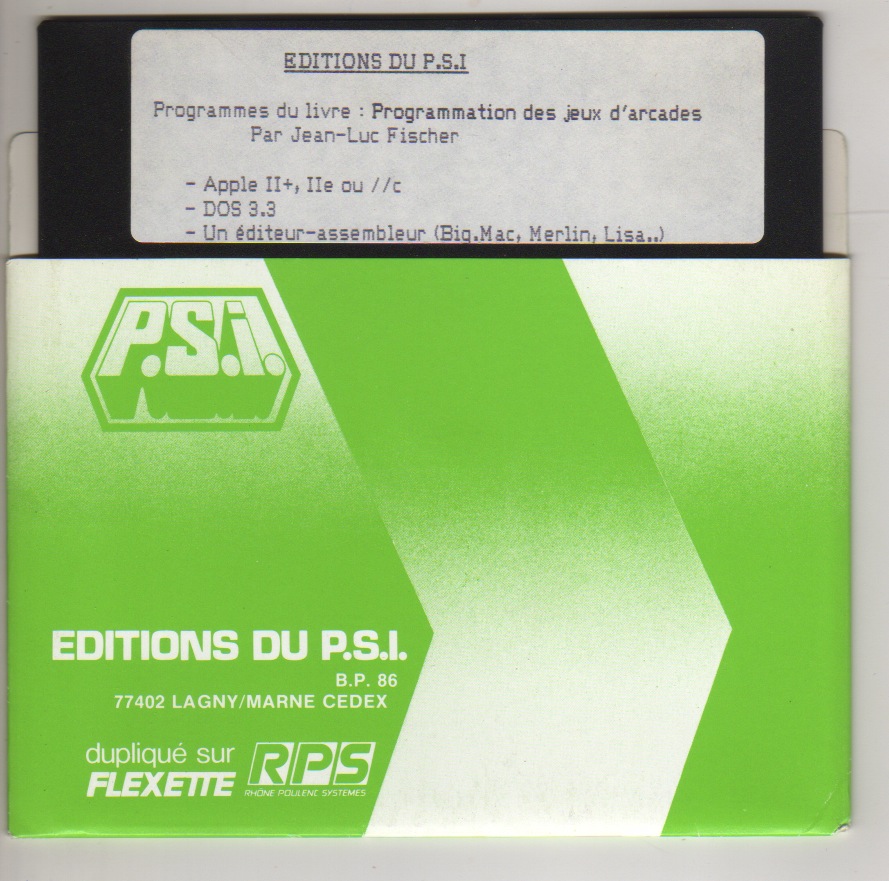 EDITIONS DU P.S.I
Programmes du livre : Programmation des jeux d'arcades
Par Jean-Luc Fischer
- Apple II+, IIe ou //c
- DOS 3.3
- Un éditeur-assembleur (Big.Mac, Merlin, Lisa..)
P.S.i.
EDITIONS DU P.S.I.
B.P. 86
77402 LAGNY/MARNE CEDEX
dupliqué sur
FLEXETTE
RPS
RHÔNE POULENC SYSTEMES